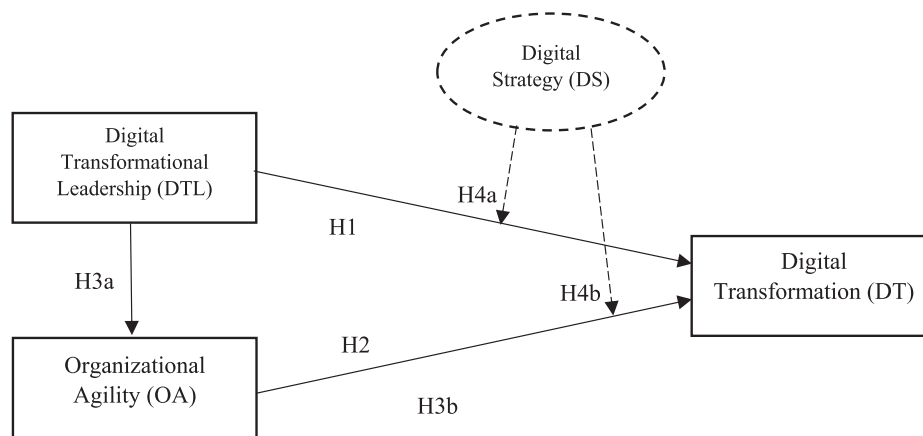 Digital
Strategy (DS)
Digital
Transformational
Leadership (DTL)
H4a
H1
Digital
Transformation (DT)
H3a
H4b
H2
Organizational
Agility (OA)
H3b